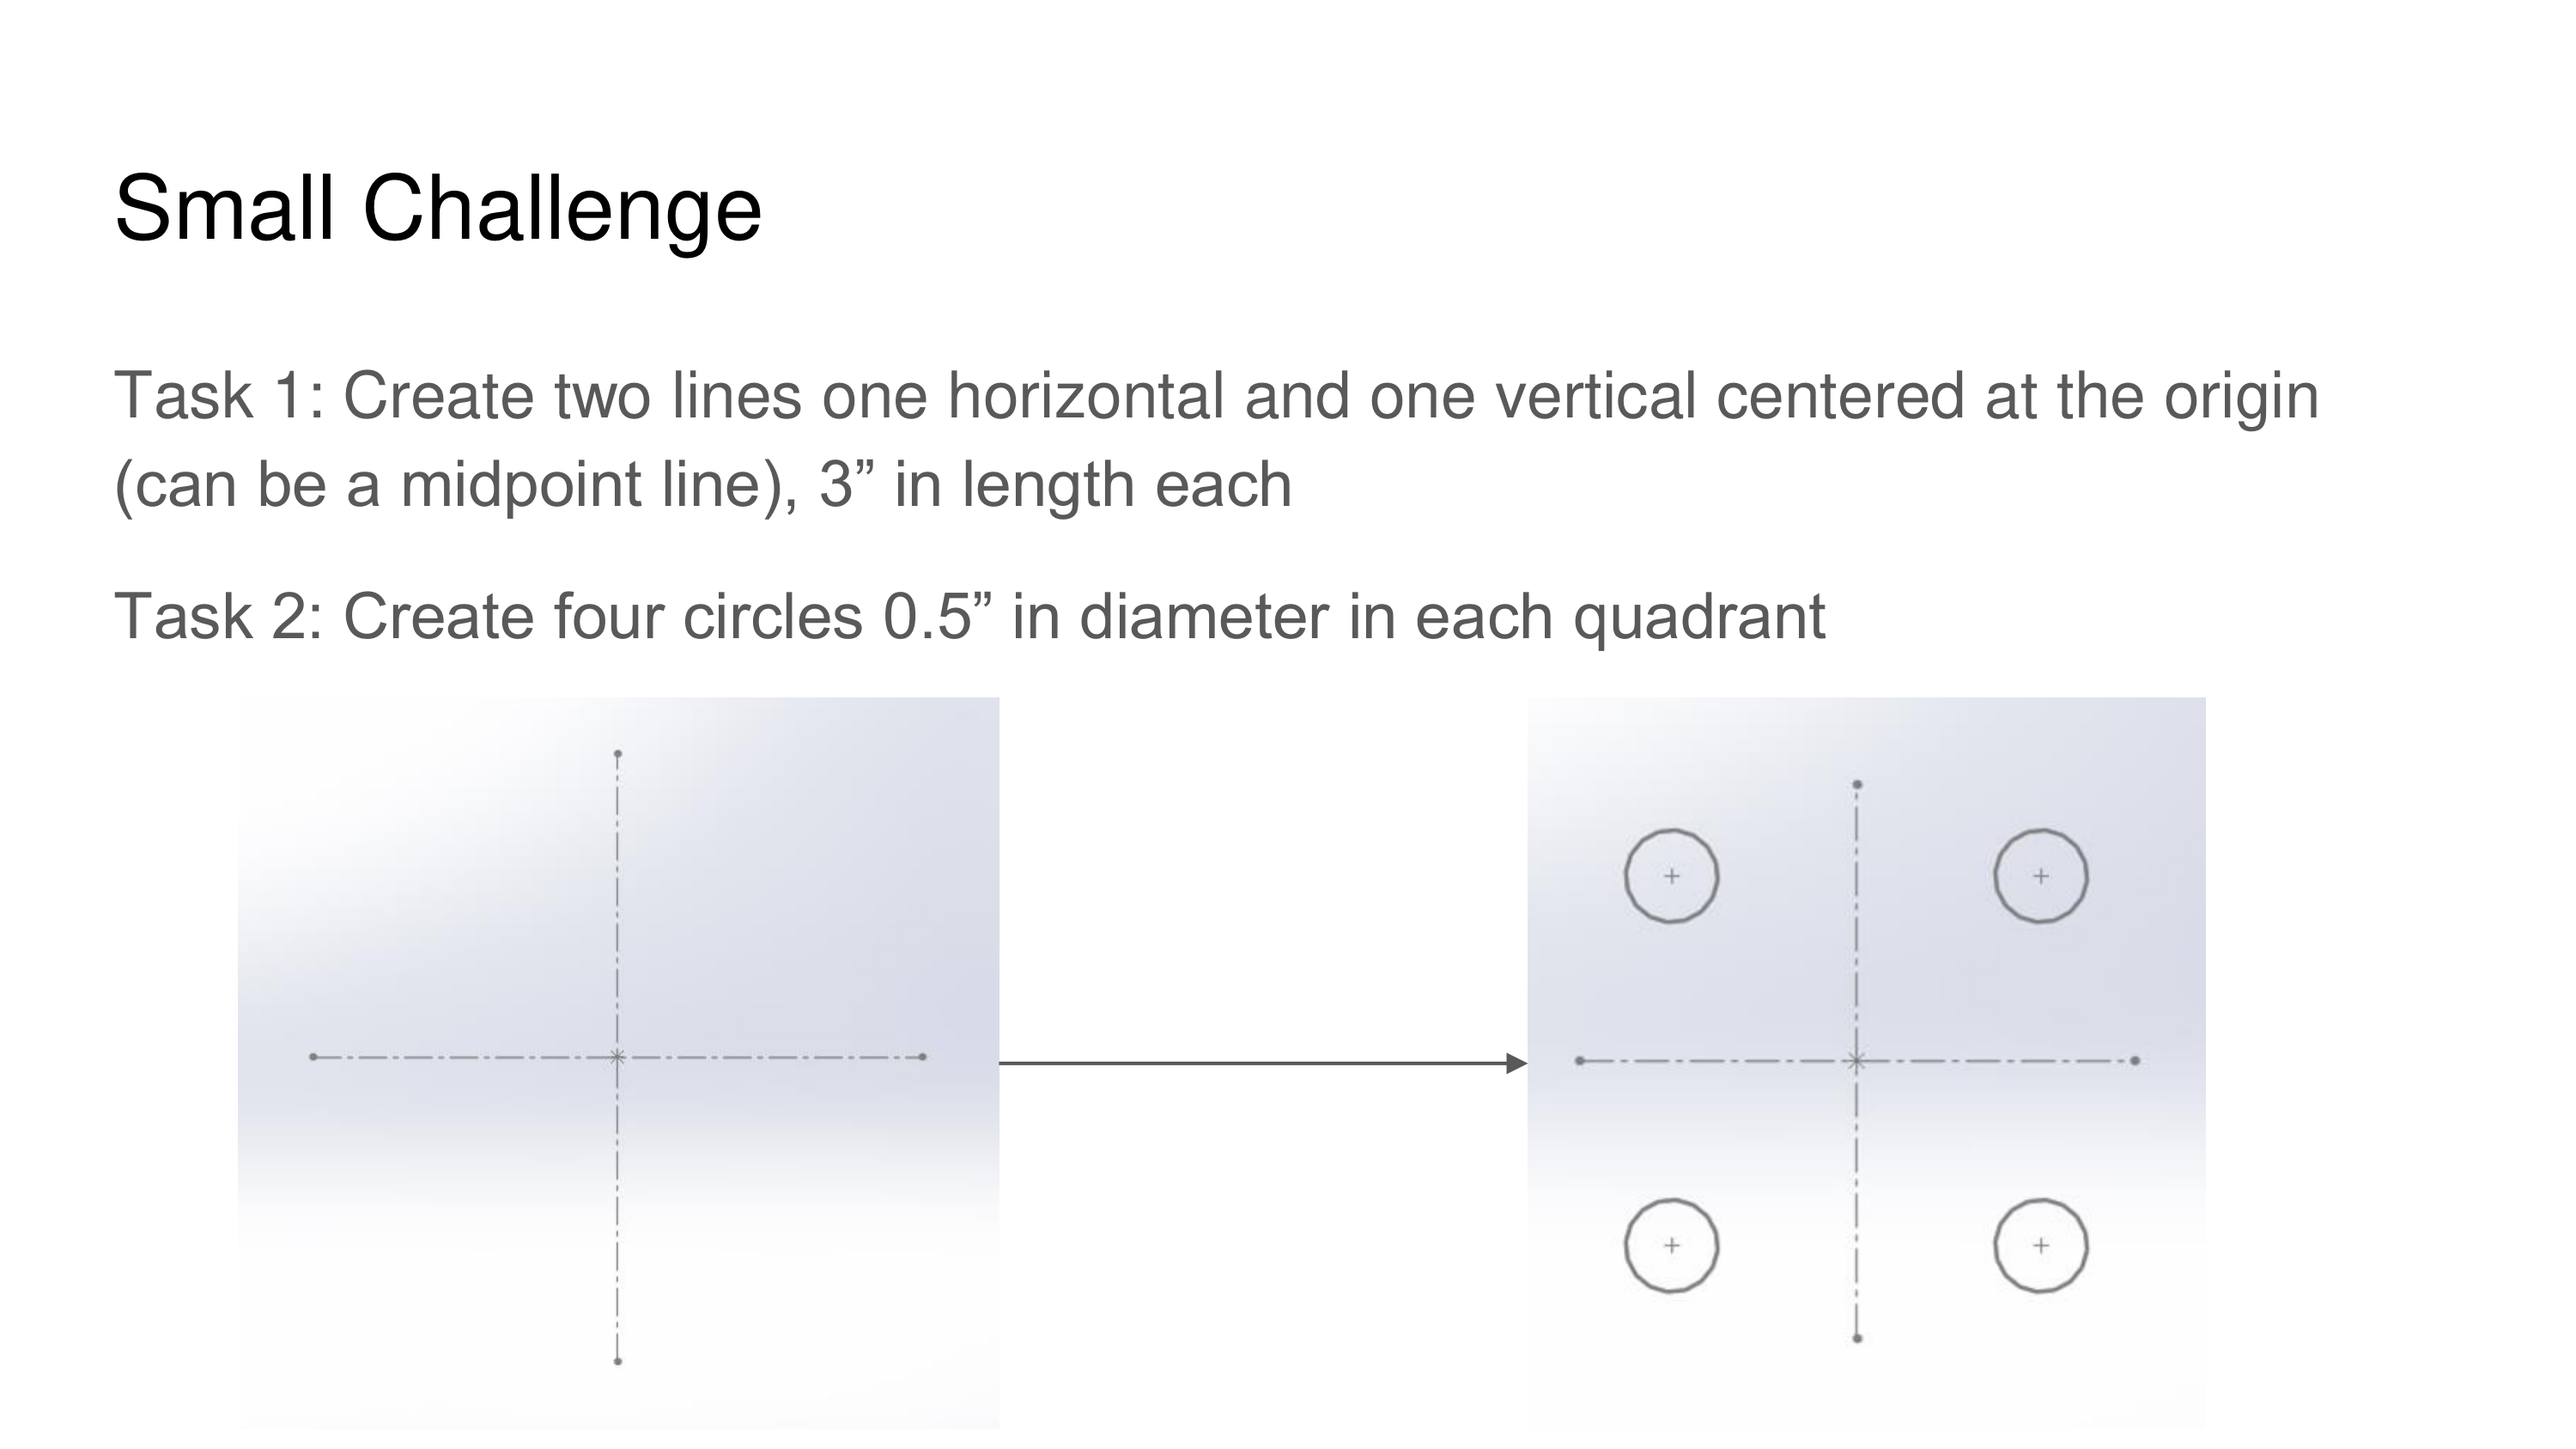 Small Challenge
Task 1: Create two lines one horizontal and one vertical centered at the origin
(can be a midpoint line), 3” in length each
Task 2: Create four circles 0.5” in diameter in each quadrant